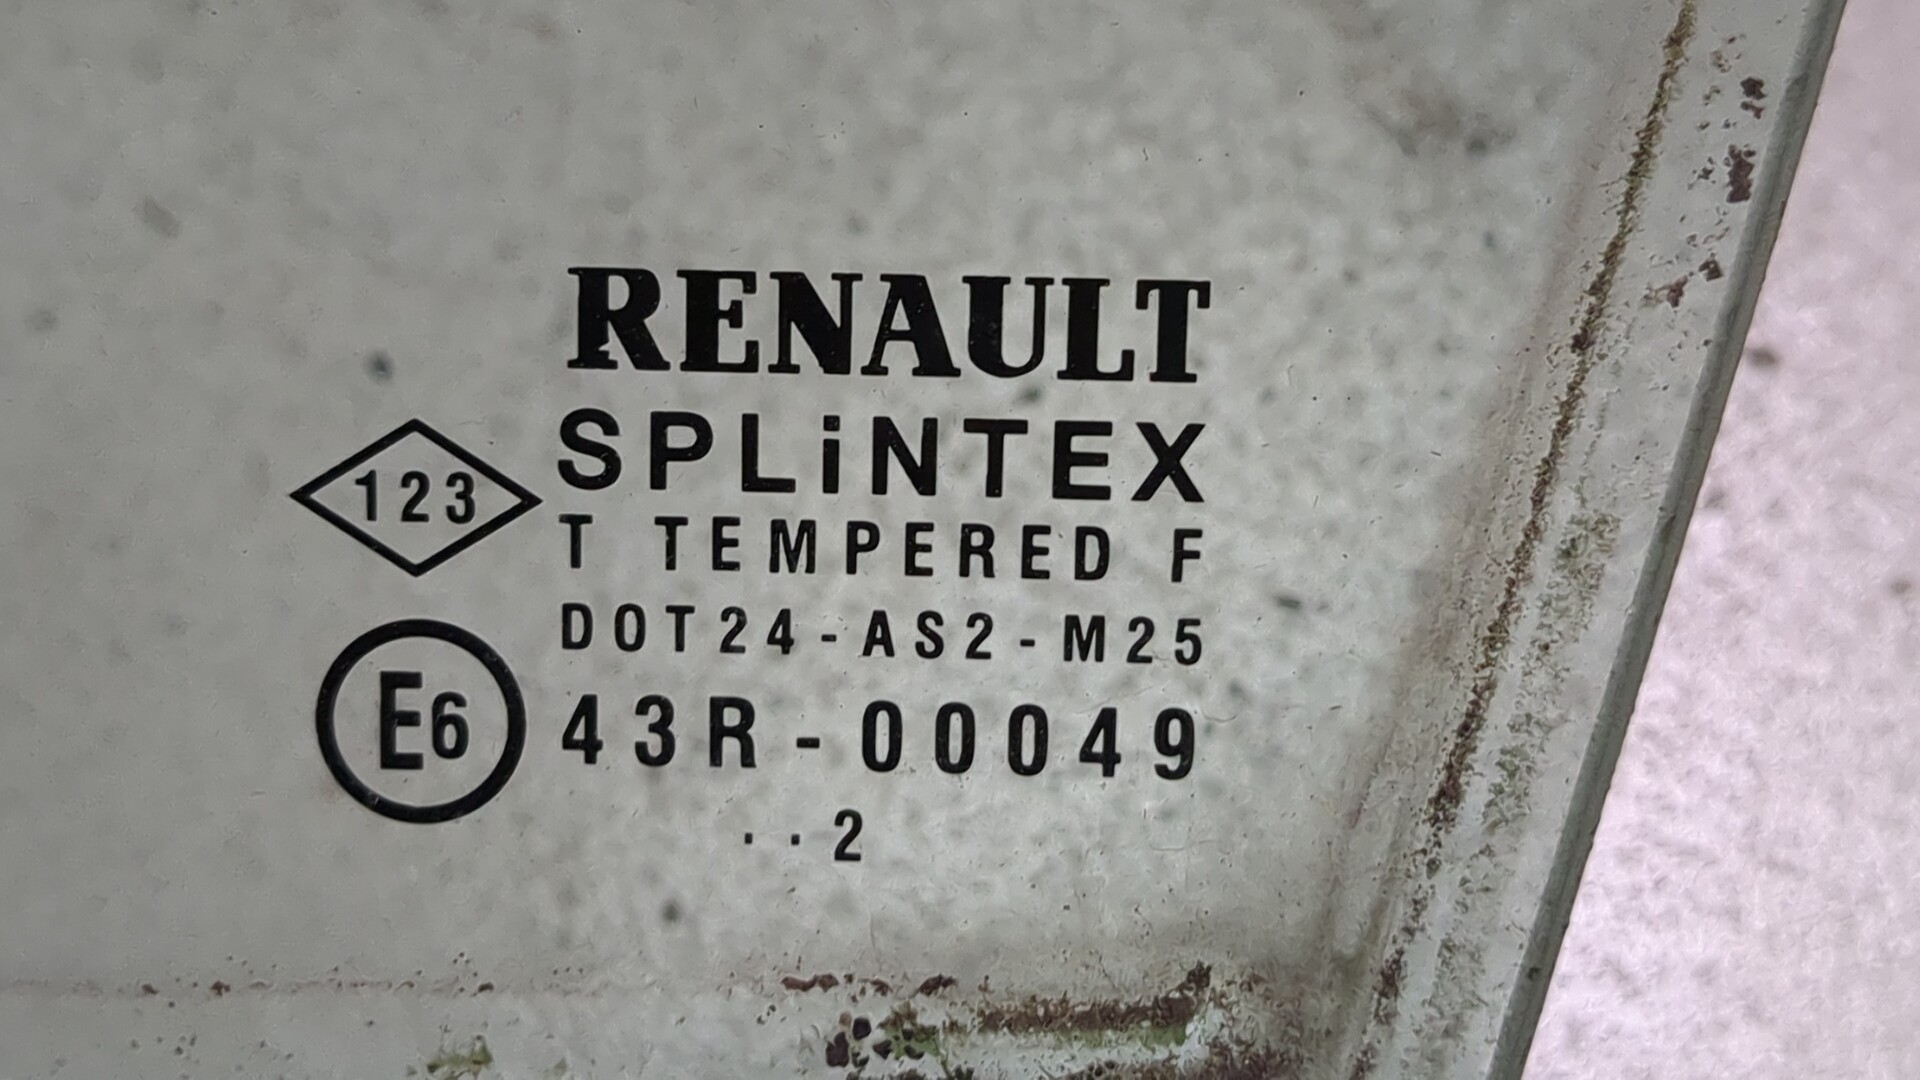 RENAULT
SPLiNTEX
123
T TEMPERED F
DOT24-AS2-M25
E6
43R-00049
..2